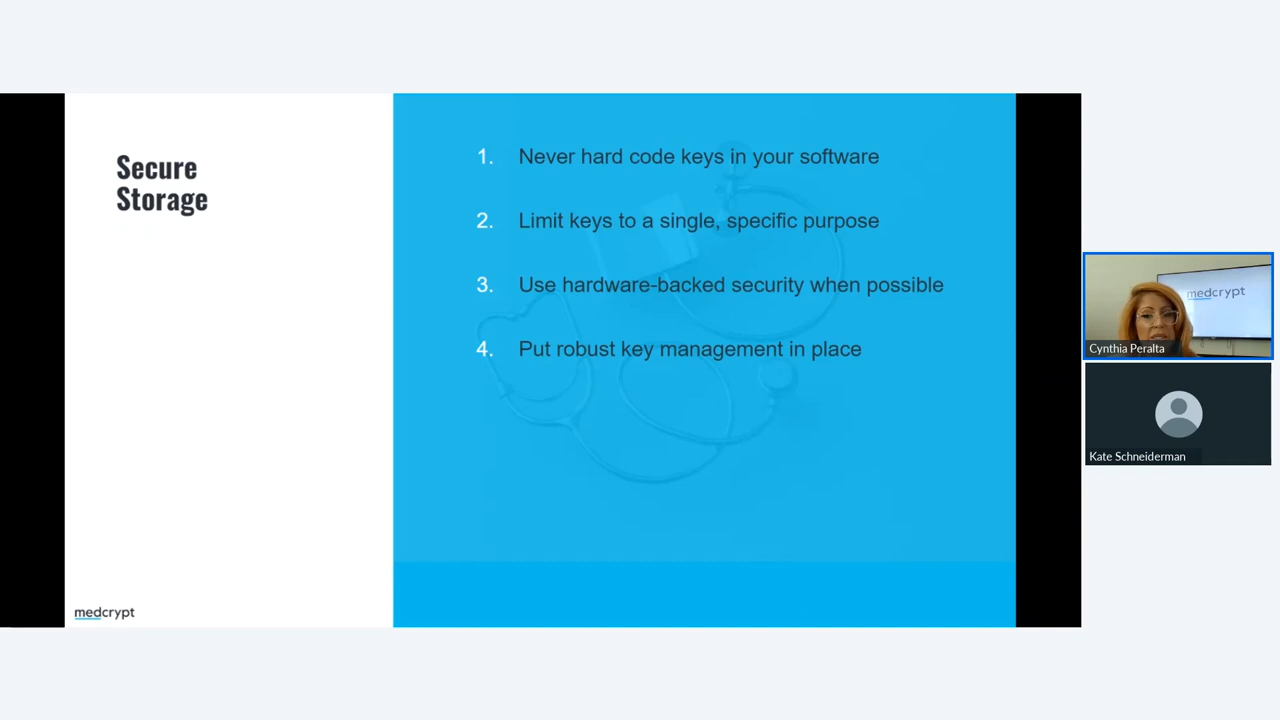 Secure
Storage
1. Never hard code keys in your software
2. Limit keys to a single, specific purpose
3. Use hardware-backed security when possible
4. Put robust key management in place
medcrypt
medcrypt
Cynthia Peralta
Kate Schneiderman